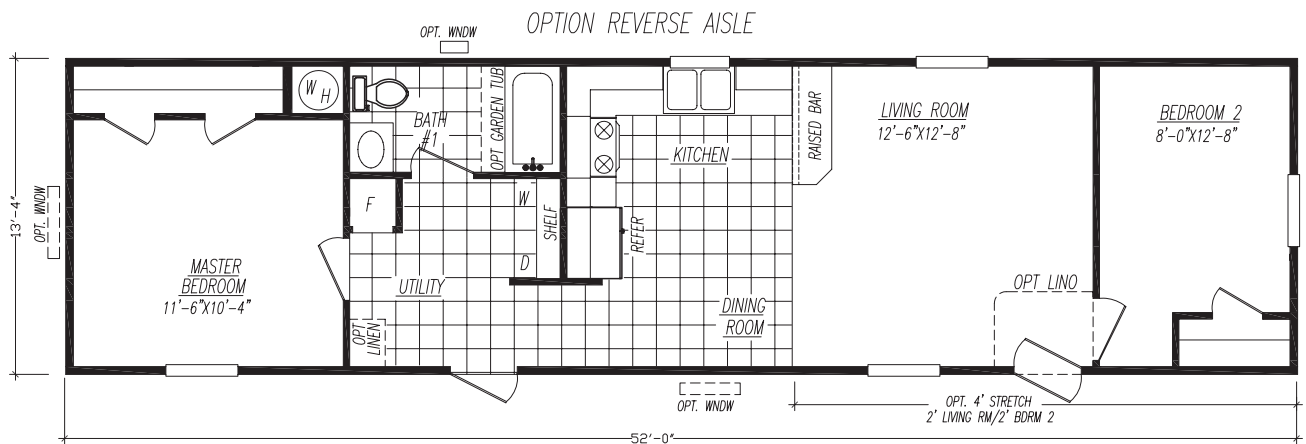 OPTION REVERSE AISLE
OPT. WNDW
13'-4"
OPT. WNDW
W
H
BATH
#1
OPT GARDEN TUB
KITCHEN
RAISED BAR
LIVING ROOM
12'-6"X12'-8"
BEDROOM 2
8'-0"X12'-8"
F
W
D
SHELF
REFER
MASTER
BEDROOM
11'-6"X10'-4"
UTILITY
OPT
LINEN
DINING
ROOM
OPT LINO
OPT. WNDW
OPT. 4' STRETCH
2' LIVING RM/2' BDRM 2
52'-0"